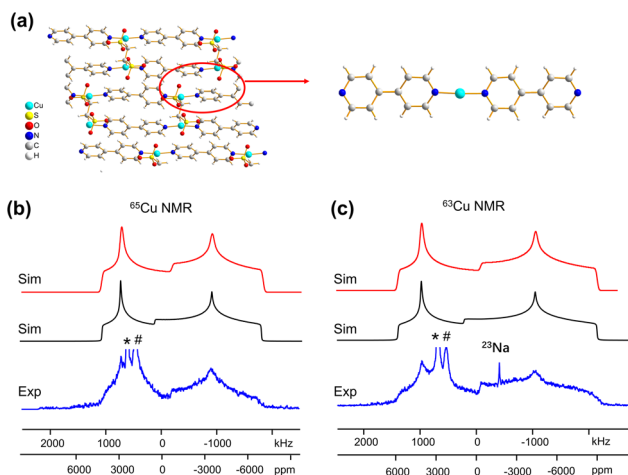 (a)
Cu
S
O
N
C
H
(b)
⁶⁵Cu NMR
Sim
Sim
* #
Exp
2000 1000 0 -1000 kHz
6000 3000 0 -3000 -6000 ppm
(c)
⁶³Cu NMR
Sim
Sim
* #
²³Na
Exp
2000 1000 0 -1000 kHz
6000 3000 0 -3000 -6000 ppm